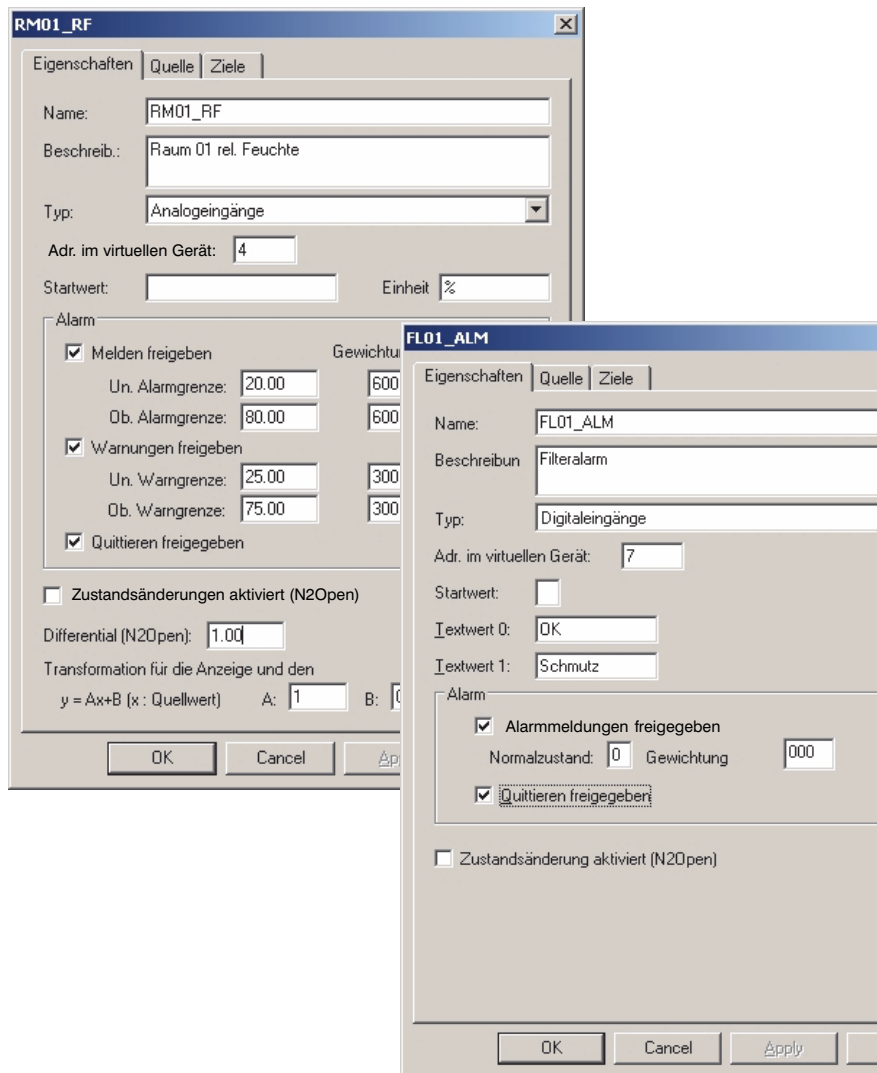 RM01_RF
Eigenschaften Quelle Ziele
Name: RM01_RF
Beschreib.: Raum 01 rel. Feuchte
Typ: Analogeingänge
Adr. im virtuellen Gerät: 4
Startwert: Einheit %
Alarm
Melden freigeben
Un. Alarmgrenze: 20.00 600
Ob. Alarmgrenze: 80.00 600
Warnungen freigeben
Un. Warngrenze: 25.00 300
Ob. Warngrenze: 75.00 300
Quittieren freigegeben
Zustandsänderungen aktiviert (N2Open)
Differential (N2Open): 1.00
Transformation für die Anzeige und den
y = Ax+B (x : Quellwert) A: 1 B:
OK Cancel
FL01_ALM
Eigenschaften Quelle Ziele
Name: FL01_ALM
Beschreibun Filteralarm
Typ: Digitaleingänge
Adr. im virtuellen Gerät: 7
Startwert:
Textwert 0: OK
Textwert 1: Schmutz
Alarm
Alarmmeldungen freigegeben
Normalzustand: 0 Gewichtung 000
Quittieren freigegeben
Zustandsänderung aktiviert (N2Open)
OK Cancel Apply